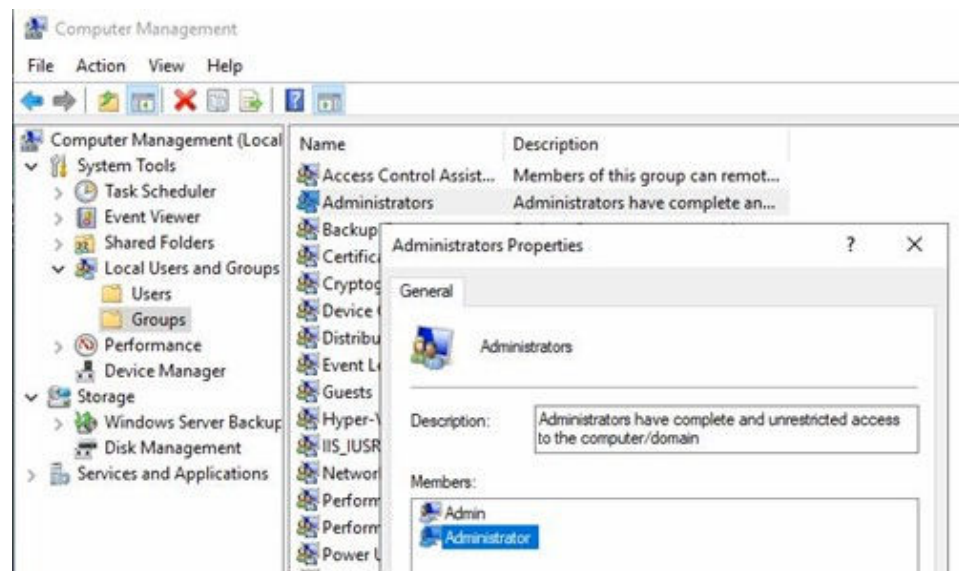 Computer Management
File Action View Help
Computer Management (Local
System Tools
Task Scheduler
Event Viewer
Shared Folders
Local Users and Groups
Users
Groups
Performance
Device Manager
Storage
Windows Server Backup
Disk Management
Services and Applications
Name Description
Access Control Assist... Members of this group can remot...
Administrators Administrators have complete an...
Backup
Certific
Cryptog
Device
Distribu
Event L
Guests
Hyper-V
IIS_IUSR
Networ
Perform
Perform
Power U
Administrators Properties ?
General
Administrators
Description: Administrators have complete and unrestricted access
to the computer/domain
Members:
Admin
Administrator